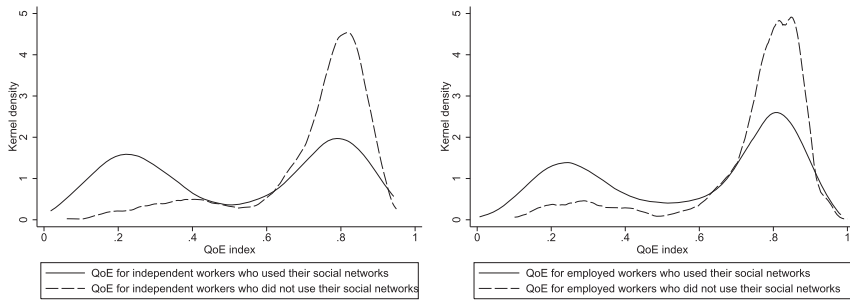 5
4
3
2
1
0
Kernel density
0 .2 .4 .6 .8 1
QoE index
QoE for independent workers who used their social networks
QoE for independent workers who did not use their social networks
5
4
3
2
1
0
Kernel density
0 .2 .4 .6 .8 1
QoE index
QoE for employed workers who used their social networks
QoE for employed workers who did not use their social networks